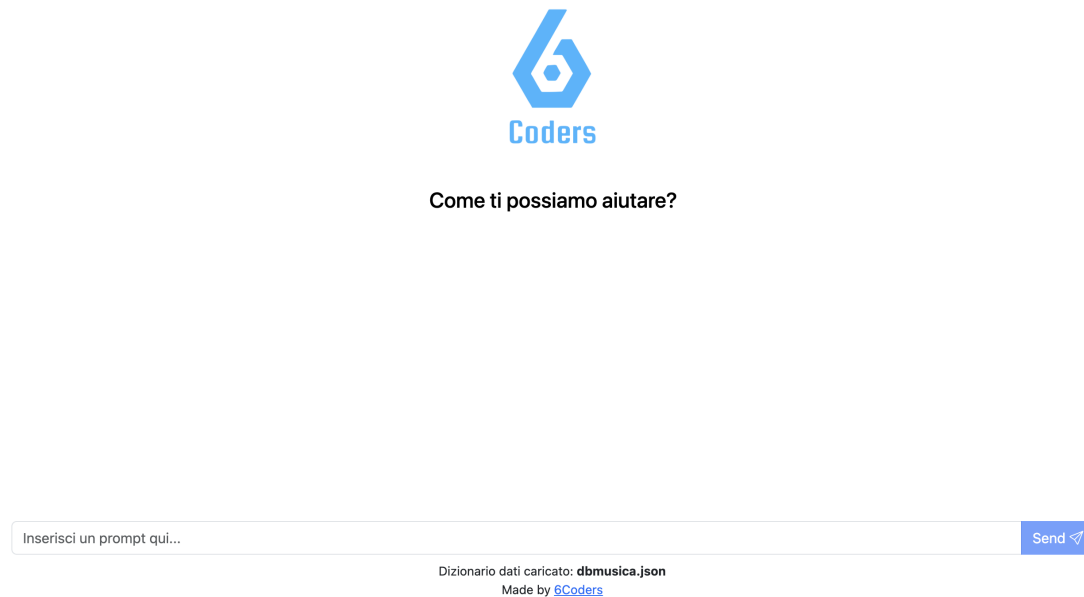 Coders
Come ti possiamo aiutare?
Inserisci un prompt qui...
Send
Dizionario dati caricato: dbmusica.json
Made by 6Coders